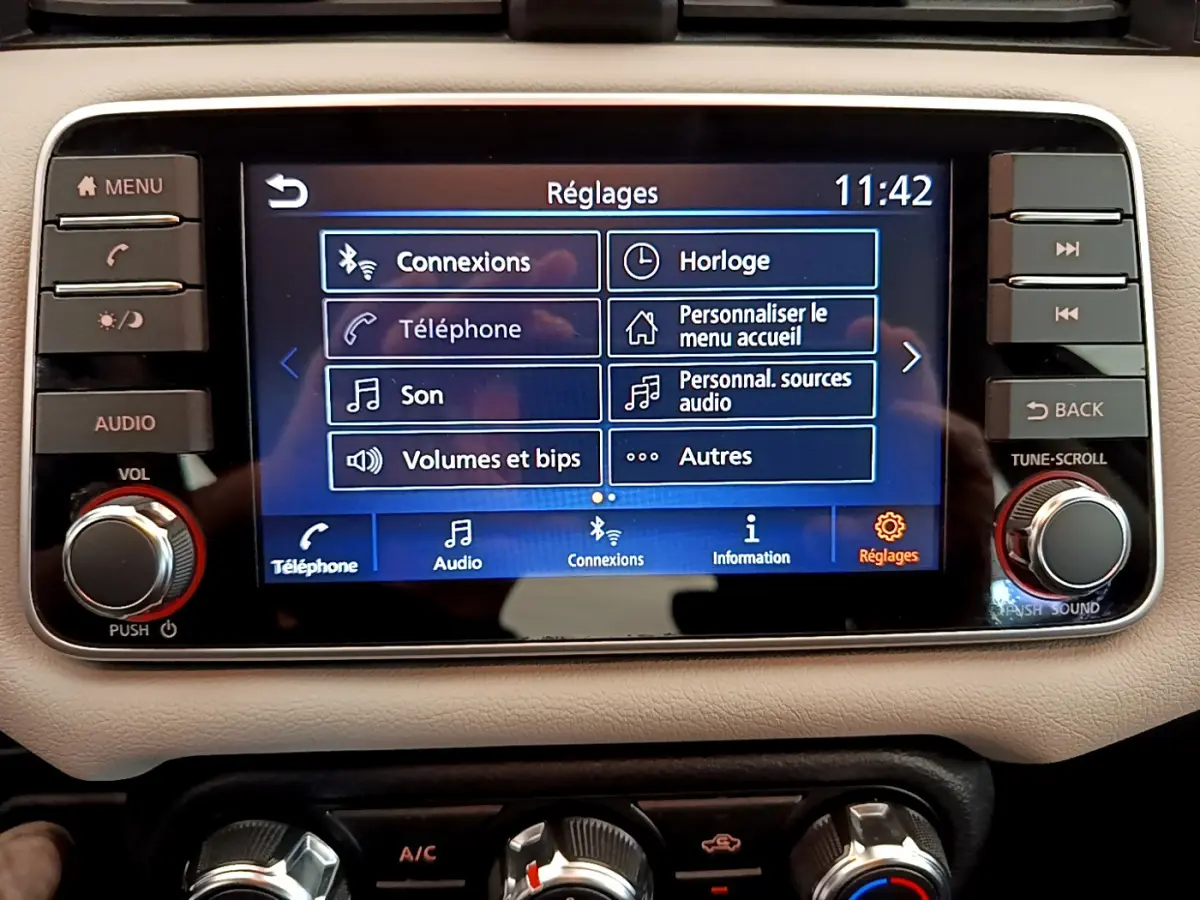 MENU
AUDIO
VOL
PUSH
Réglages
11:42
Connexions
Horloge
Téléphone
Personnaliser le
menu accueil
Son
Personnal. sources
audio
Volumes et bips
Autres
Téléphone
Audio
Connexions
Information
Réglages
BACK
TUNE·SCROLL
PUSH SOUND
A/C